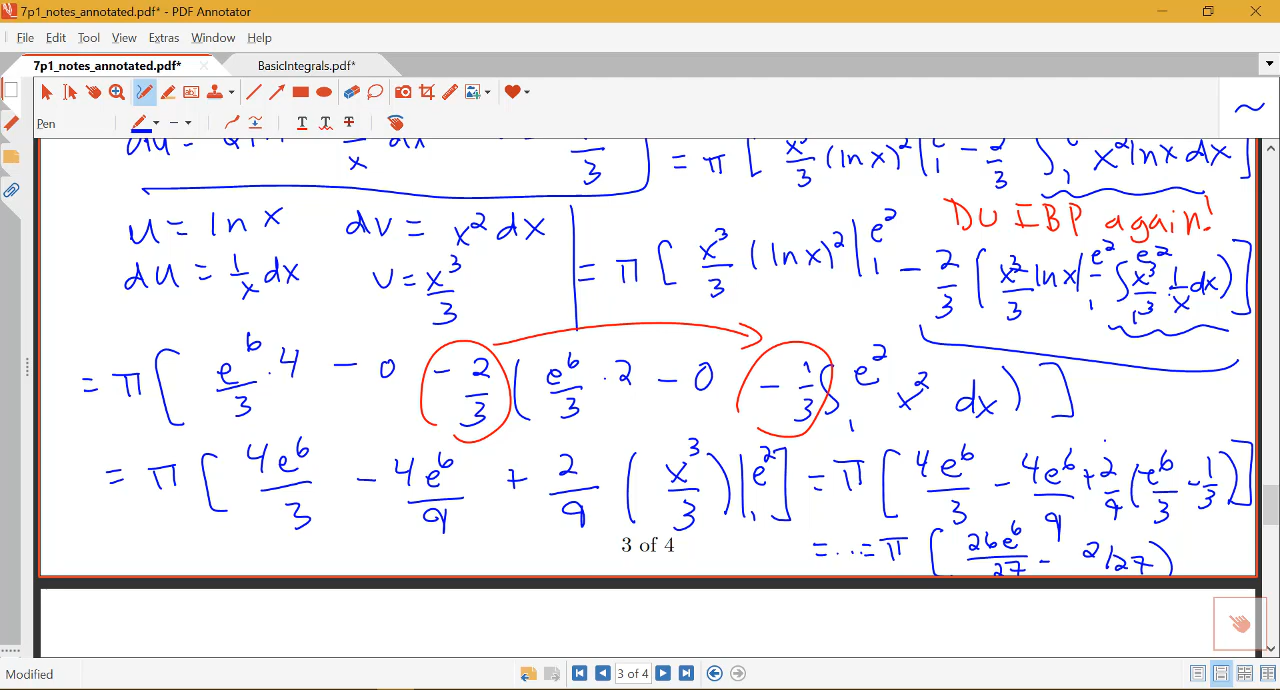 7p1_notes_annotated.pdf* - PDF Annotator
File Edit Tool View Extras Window Help
7p1_notes_annotated.pdf* BasicIntegrals.pdf*
Pen
= π [ x³/3 (ln x)² | - 2/3 ∫ x² ln x dx ]
DO IBP again!
u = ln x dv = x² dx
du = 1/x dx v = x³/3
= π [ x³/3 (ln x)² |₁^e² - 2/3 [ x³/3 ln x |₁^e² - ∫₁^e² x³/3 · 1/x dx ) ]
= π [ e⁶/3 · 4 - 0 - 2/3 ( e⁶/3 · 2 - 0 - 1/3 ∫₁^e² x² dx ) ]
= π [ 4e⁶/3 - 4e⁶/9 + 2/9 ( x³/3 ) |₁^e² ] = π [ 4e⁶/3 - 4e⁶/9 + 2/9 ( e⁶/3 - 1/3 ) ]
= ... = π ( 26e⁶/27 - 2/27 )
3 of 4
Modified 3 of 4